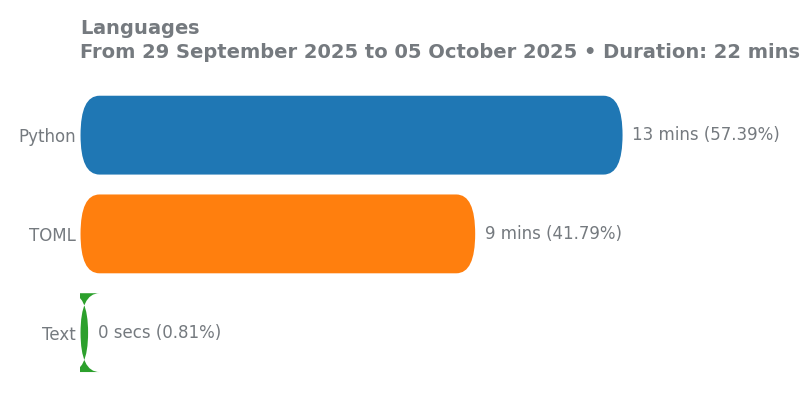 Languages
From 29 September 2025 to 05 October 2025 • Duration: 22 mins
Python 13 mins (57.39%)
TOML 9 mins (41.79%)
Text 0 secs (0.81%)